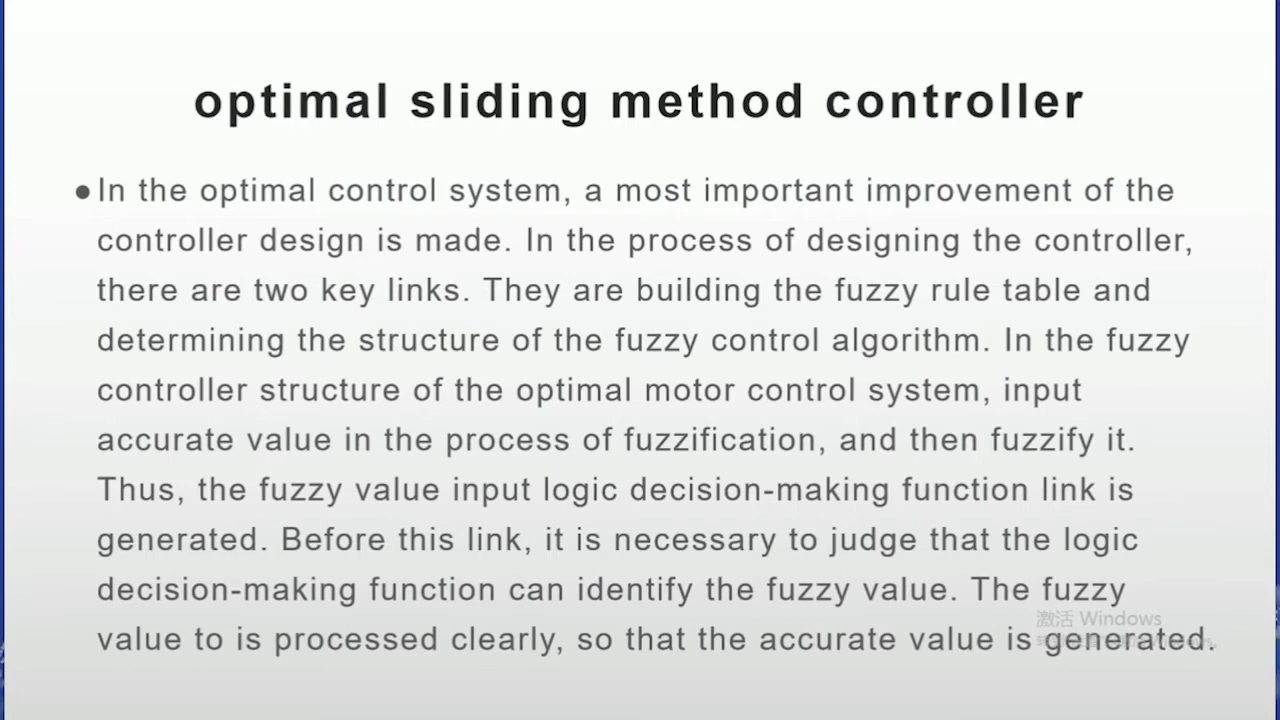 optimal sliding method controller
●In the optimal control system, a most important improvement of the
controller design is made. In the process of designing the controller,
there are two key links. They are building the fuzzy rule table and
determining the structure of the fuzzy control algorithm. In the fuzzy
controller structure of the optimal motor control system, input
accurate value in the process of fuzzification, and then fuzzify it.
Thus, the fuzzy value input logic decision-making function link is
generated. Before this link, it is necessary to judge that the logic
decision-making function can identify the fuzzy value. The fuzzy
value to is processed clearly, so that the accurate value is generated.
激活 Windows